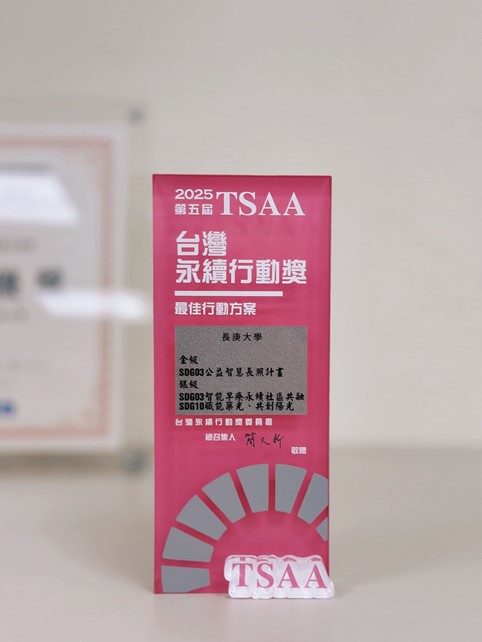 2025
第五屆 TSAA
台灣
永續行動獎
最佳行動方案
長庚大學
金級
SDG03公益智慧長照計畫
銀級
SDG03智能早療永續社區共融
SDG10職能築光、共創陽光
台灣永續行動獎委員會
總召集人 簡又新
敬贈
TSAA